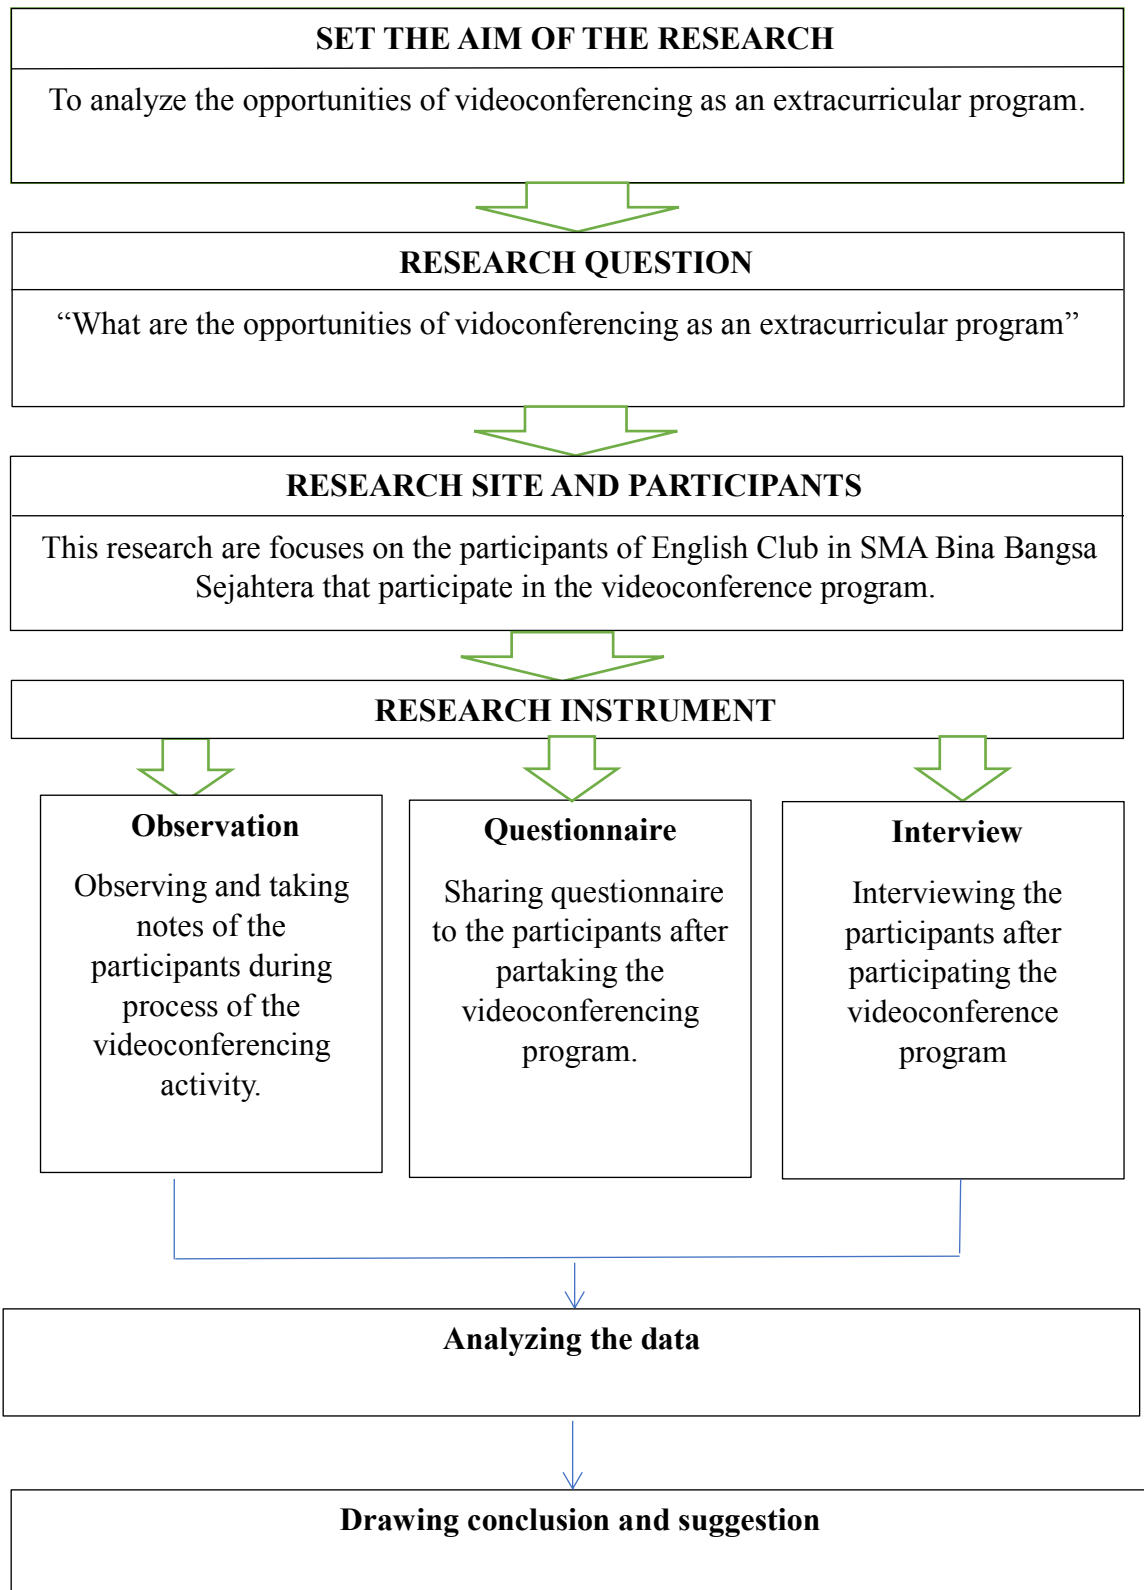 SET THE AIM OF THE RESEARCH
To analyze the opportunities of videoconferencing as an extracurricular program.
RESEARCH QUESTION
“What are the opportunities of vidoconferencing as an extracurricular program”
RESEARCH SITE AND PARTICIPANTS
This research are focuses on the participants of English Club in SMA Bina Bangsa
Sejahtera that participate in the videoconference program.
RESEARCH INSTRUMENT
Observation
Observing and taking
notes of the
participants during
process of the
videoconferencing
activity.
Questionnaire
Sharing questionnaire
to the participants after
partaking the
videoconferencing
program.
Interview
Interviewing the
participants after
participating the
videoconference
program
Analyzing the data
Drawing conclusion and suggestion